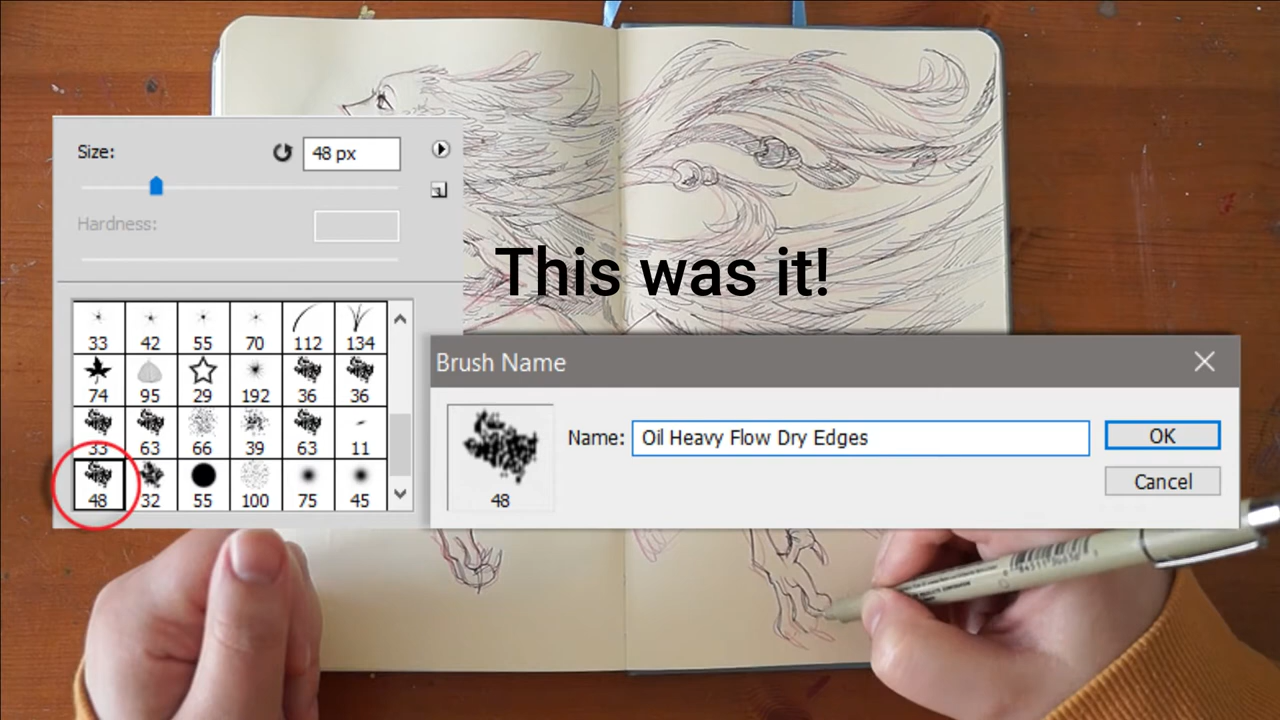 Size:
48 px
Hardness:
This was it!
33 42 55 70 112 134
74 95 29 192 36 36
33 63 66 39 63 11
48 32 55 100 75 45
Brush Name
Name: Oil Heavy Flow Dry Edges OK
48
Cancel